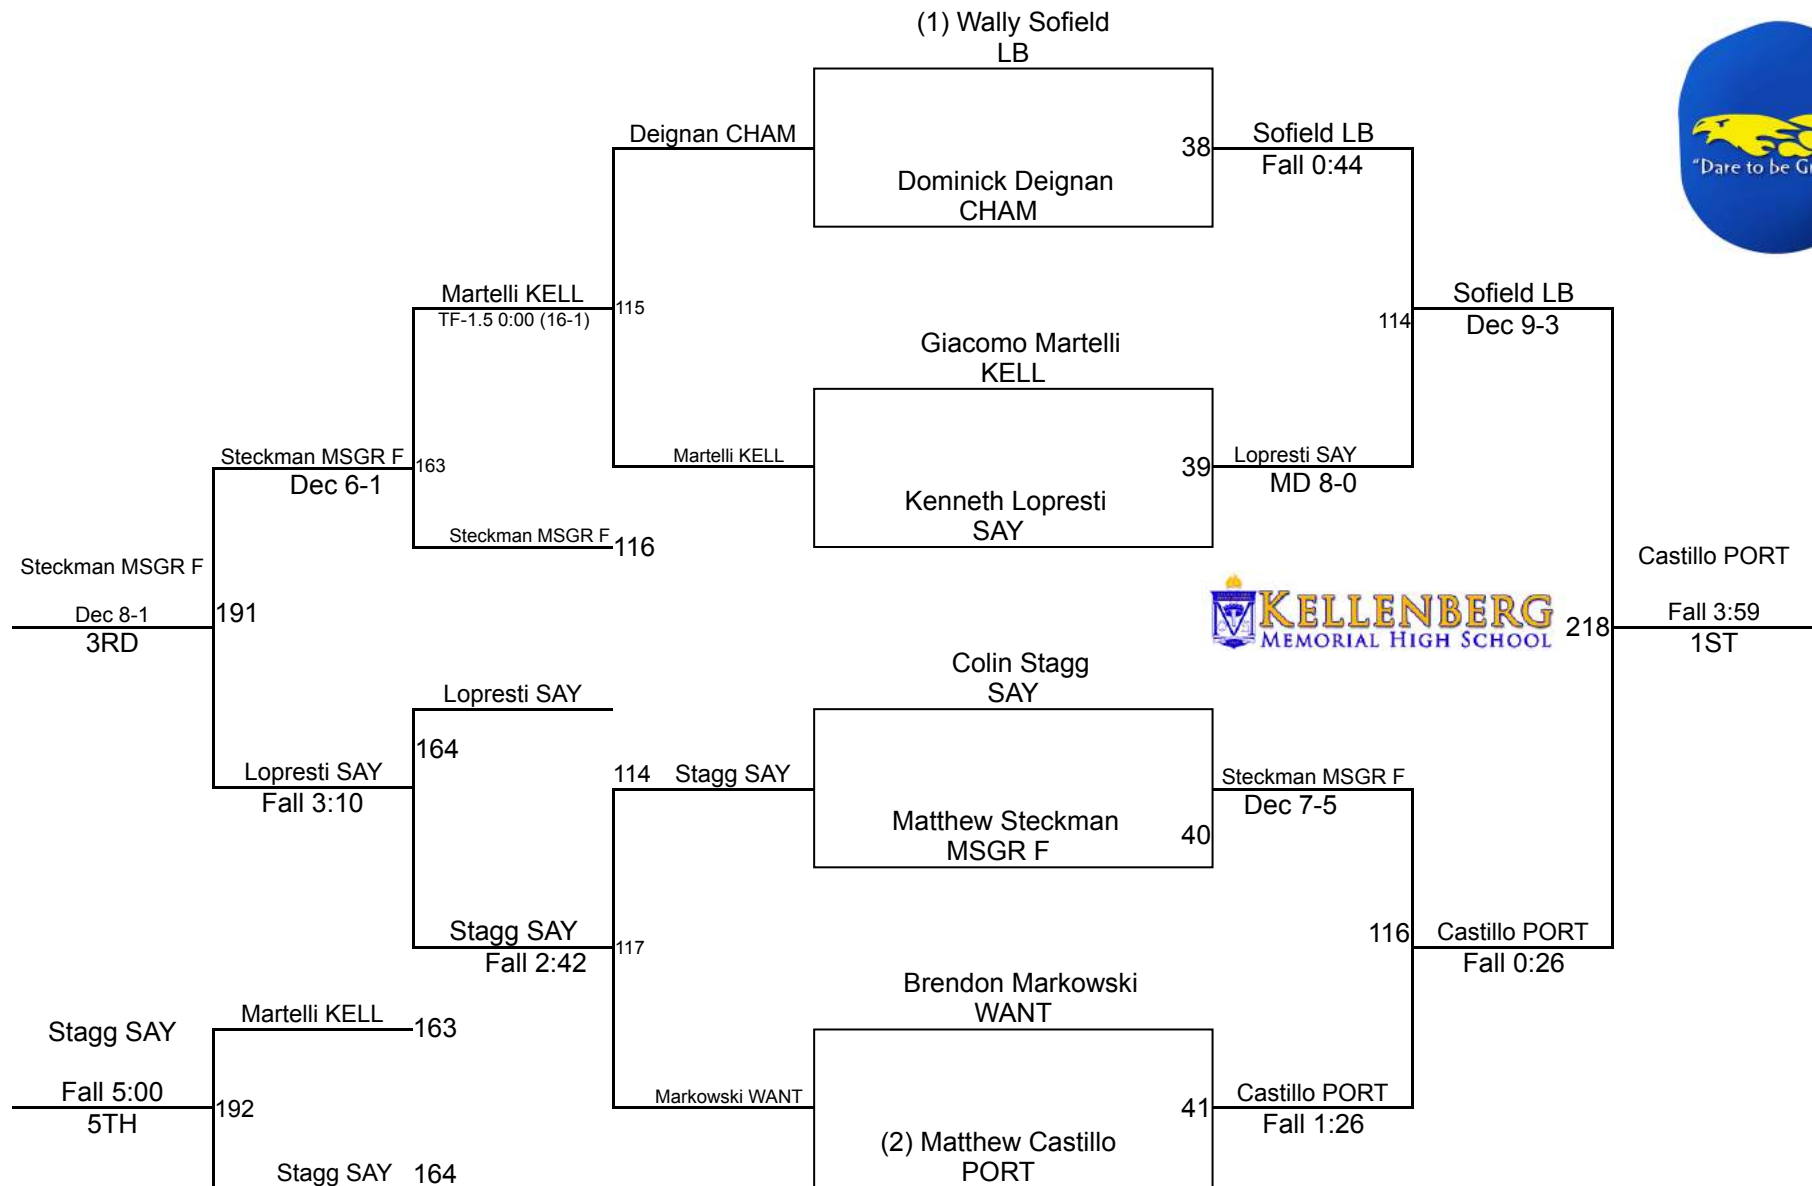 (1) Wally Sofield
LB
Deignan CHAM
38
Sofield LB
Fall 0:44
Dominick Deignan
CHAM
"Dare to be
Martelli KELL
TF-1.5 0:00 (16-1)
115
114
Sofield LB
Dec 9-3
Giacomo Martelli
KELL
Steckman MSGR F
Dec 6-1
163
Martelli KELL
39
Lopresti SAY
MD 8-0
Kenneth Lopresti
SAY
Steckman MSGR F
116
Steckman MSGR F
Dec 8-1
3RD
191
KELLENBERG
MEMORIAL HIGH SCHOOL
218
Castillo PORT
Fall 3:59
1ST
Colin Stagg
SAY
Lopresti SAY
164
Lopresti SAY
Fall 3:10
114
Stagg SAY
Steckman MSGR F
Dec 7-5
Matthew Steckman
MSGR F
40
Stagg SAY
Fall 2:42
117
116
Castillo PORT
Fall 0:26
Brendon Markowski
WANT
Martelli KELL
163
Stagg SAY
Fall 5:00
5TH
192
Markowski WANT
41
Castillo PORT
Fall 1:26
(2) Matthew Castillo
PORT
Stagg SAY
164